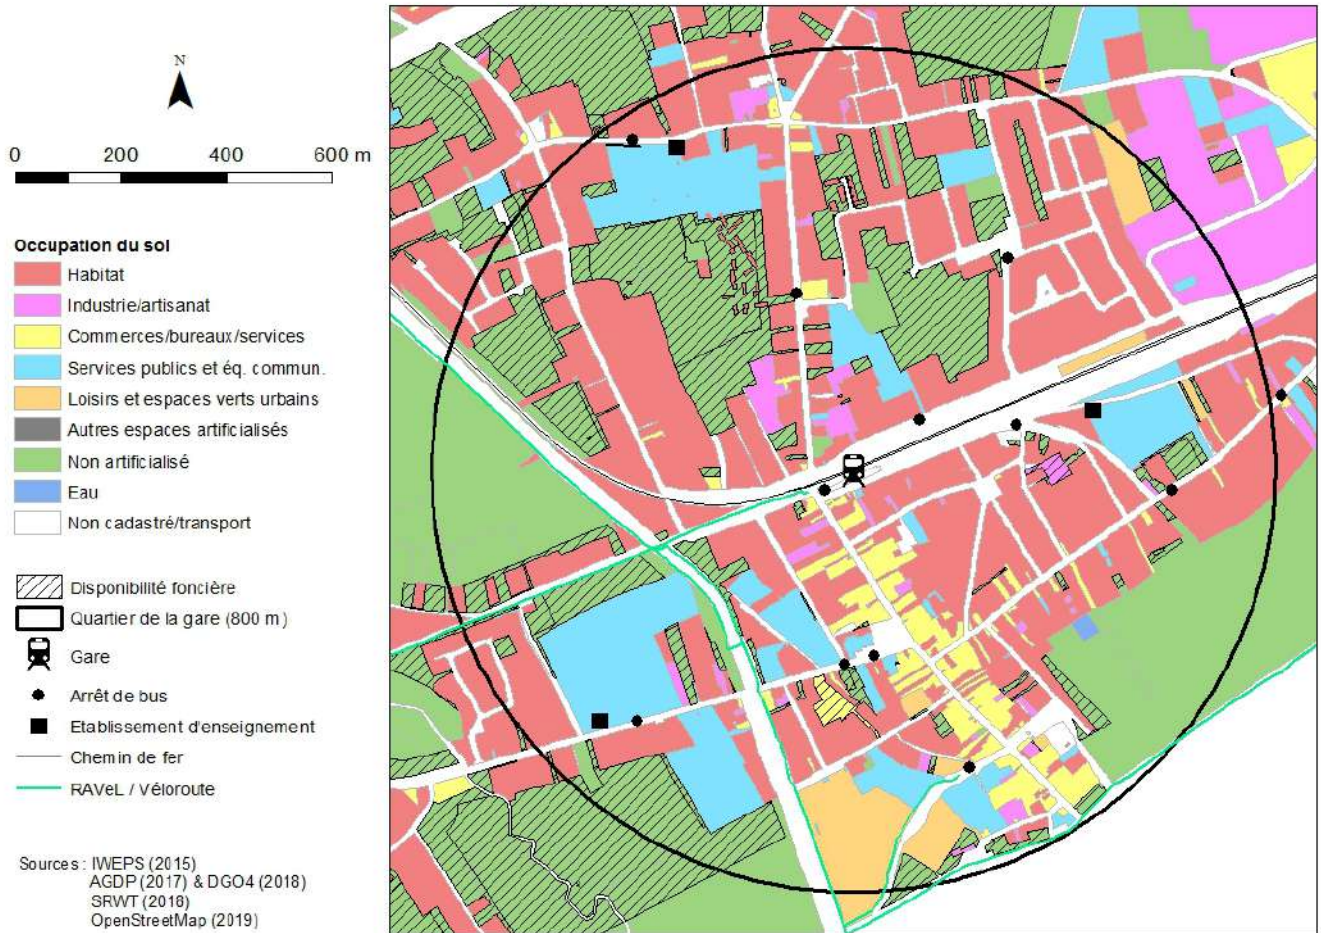 N
0 200 400 600 m
Occupation du sol
Habitat
Industrie/artisanat
Commerces/bureaux/services
Services publics et éq. commun.
Loisirs et espaces verts urbains
Autres espaces artificialisés
Non artificialisé
Eau
Non cadastré/transport
Disponibilité foncière
Quartier de la gare (800 m)
Gare
Arrêt de bus
Etablissement d'enseignement
Chemin de fer
RAVeL / Véloroute
Sources : IWEPS (2015)
AGDP (2017) & DGO4 (2018)
SRWT (2018)
OpenStreetMap (2019)